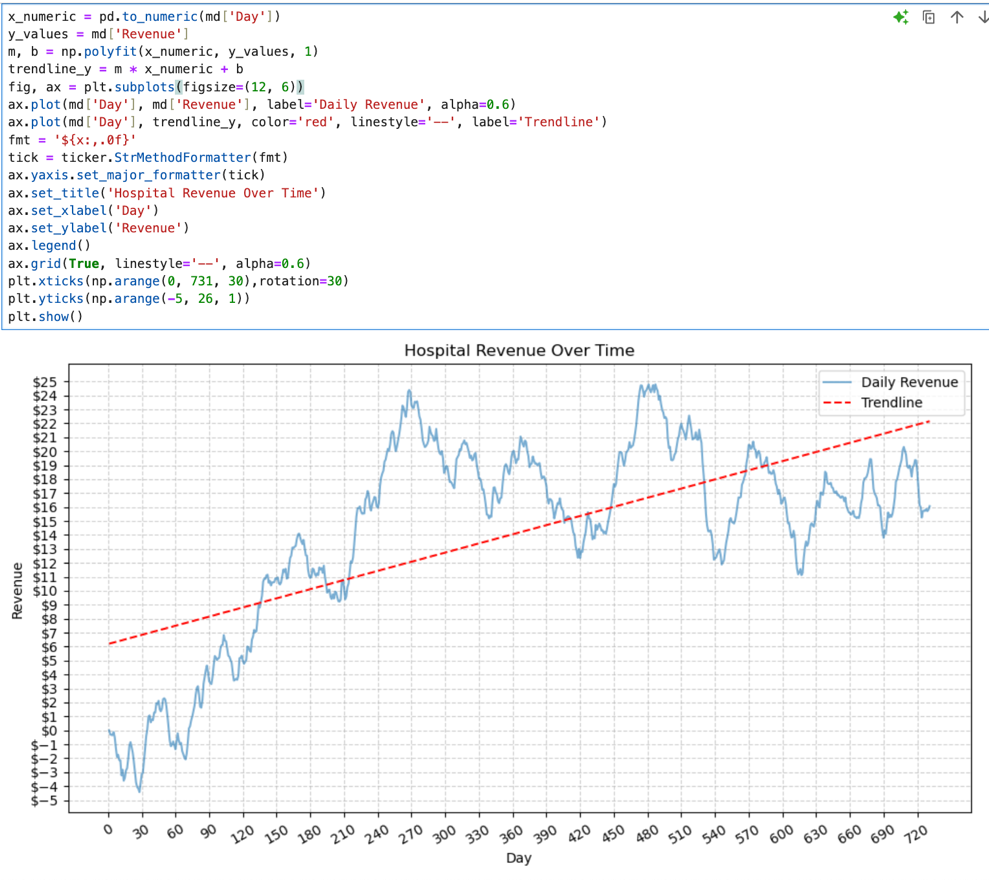 x_numeric = pd.to_numeric(md['Day'])
y_values = md['Revenue']
m, b = np.polyfit(x_numeric, y_values, 1)
trendline_y = m * x_numeric + b
fig, ax = plt.subplots(figsize=(12, 6))
ax.plot(md['Day'], md['Revenue'], label='Daily Revenue', alpha=0.6)
ax.plot(md['Day'], trendline_y, color='red', linestyle='--', label='Trendline')
fmt = '${x:,.0f}'
tick = ticker.StrMethodFormatter(fmt)
ax.yaxis.set_major_formatter(tick)
ax.set_title('Hospital Revenue Over Time')
ax.set_xlabel('Day')
ax.set_ylabel('Revenue')
ax.legend()
ax.grid(True, linestyle='--', alpha=0.6)
plt.xticks(np.arange(0, 731, 30),rotation=30)
plt.yticks(np.arange(-5, 26, 1))
plt.show()
Hospital Revenue Over Time
Daily Revenue
Trendline
Revenue
$25
$24
$23
$22
$21
$20
$19
$18
$17
$16
$15
$14
$13
$12
$11
$10
$9
$8
$7
$6
$5
$4
$3
$2
$1
$0
$−1
$−2
$−3
$−4
$−5
0 30 60 90 120 150 180 210 240 270 300 330 360 390 420 450 480 510 540 570 600 630 660 690 720
Day